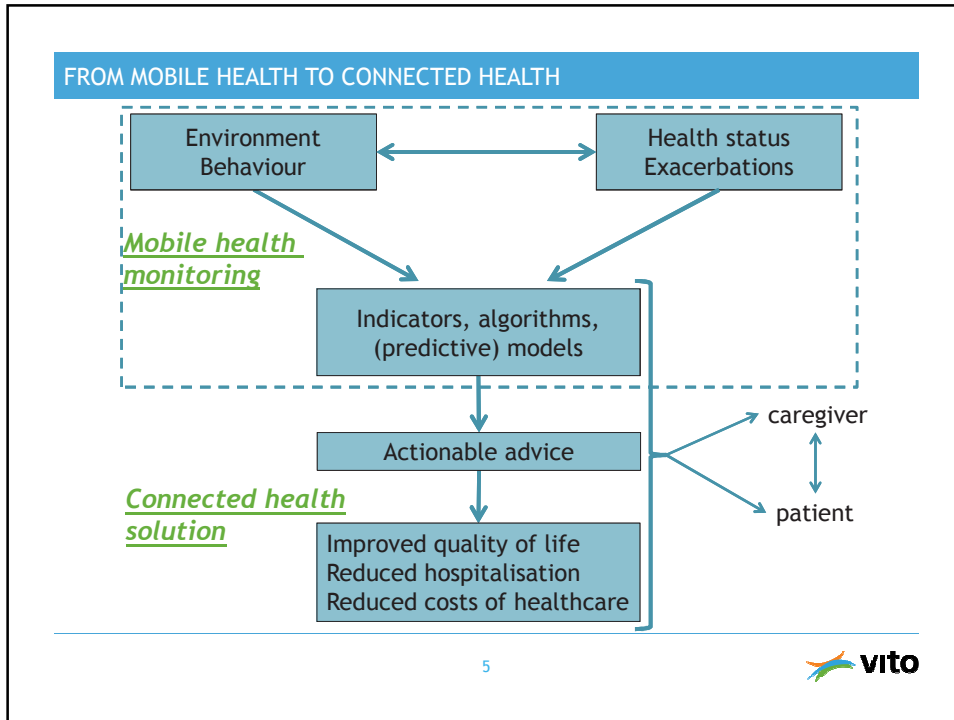 FROM MOBILE HEALTH TO CONNECTED HEALTH
Environment
Behaviour
Health status
Exacerbations
Mobile health
monitoring
Indicators, algorithms,
(predictive) models
caregiver
Actionable advice
patient
Connected health
solution
Improved quality of life
Reduced hospitalisation
Reduced costs of healthcare
5
vito